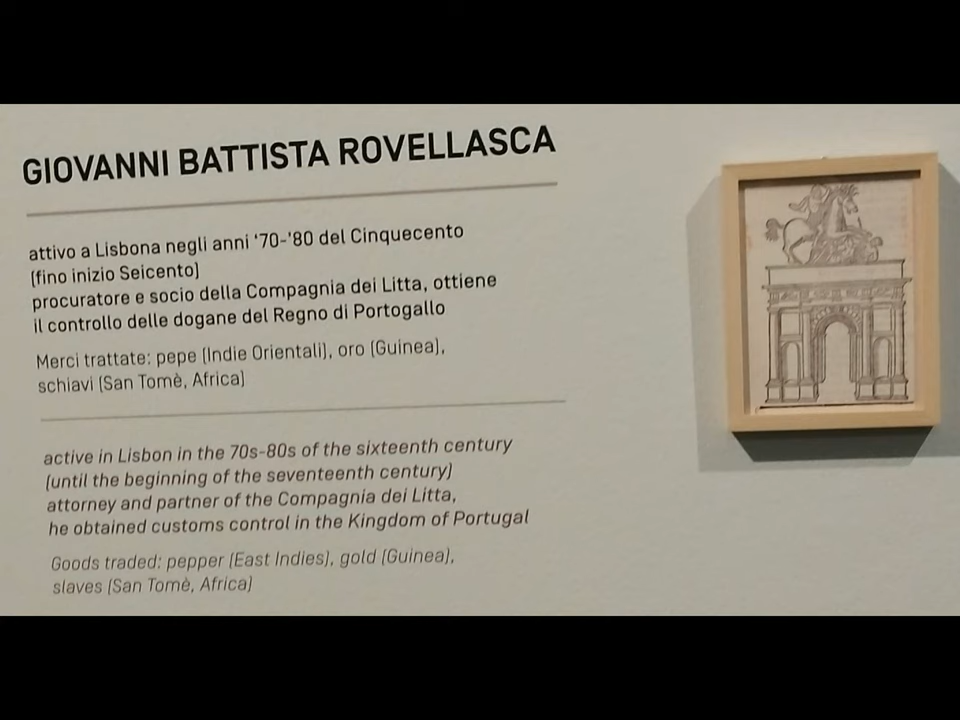 GIOVANNI BATTISTA ROVELLASCA
attivo a Lisbona negli anni ‘70-’80 del Cinquecento
(fino inizio Seicento)
procuratore e socio della Compagnia dei Litta, ottiene
il controllo delle dogane del Regno di Portogallo
Merci trattate: pepe (Indie Orientali), oro (Guinea),
schiavi (San Tomè, Africa)
active in Lisbon in the 70s-80s of the sixteenth century
(until the beginning of the seventeenth century)
attorney and partner of the Compagnia dei Litta,
he obtained customs control in the Kingdom of Portugal
Goods traded: pepper (East Indies), gold (Guinea),
slaves (San Tomè, Africa)